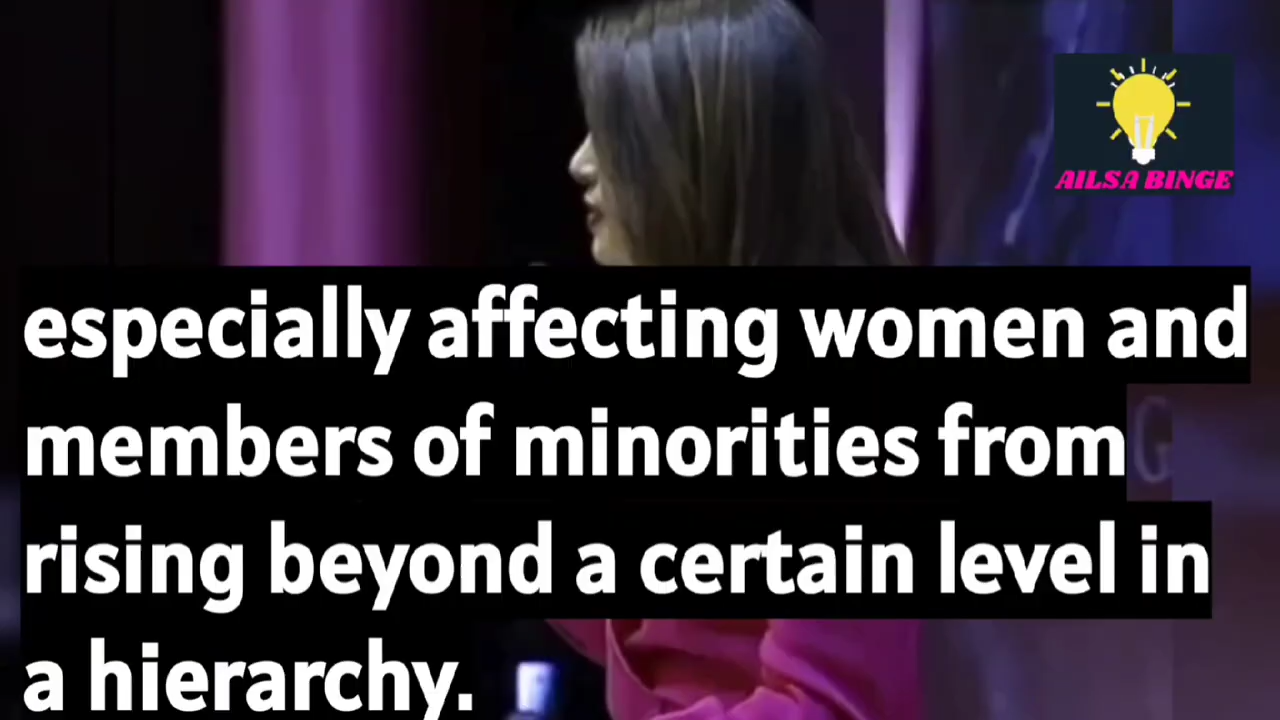 AILSA BINGE
especially affecting women and
members of minorities from
rising beyond a certain level in
a hierarchy.